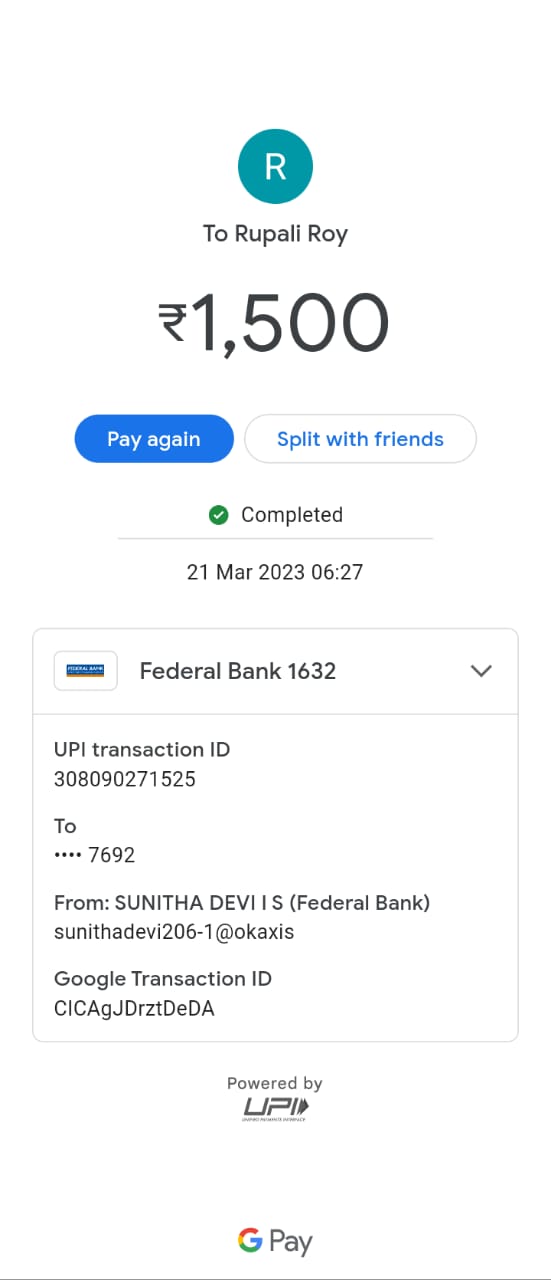 R
To Rupali Roy
₹1,500
Pay again
Split with friends
Completed
21 Mar 2023 06:27
FEDERAL BANK
Federal Bank 1632
UPI transaction ID
308090271525
To
•••• 7692
From: SUNITHA DEVI I S (Federal Bank)
sunithadevi206-1@okaxis
Google Transaction ID
CICAgJDrztDeDA
Powered by
UPI
UNIFIED PAYMENTS INTERFACE
G Pay